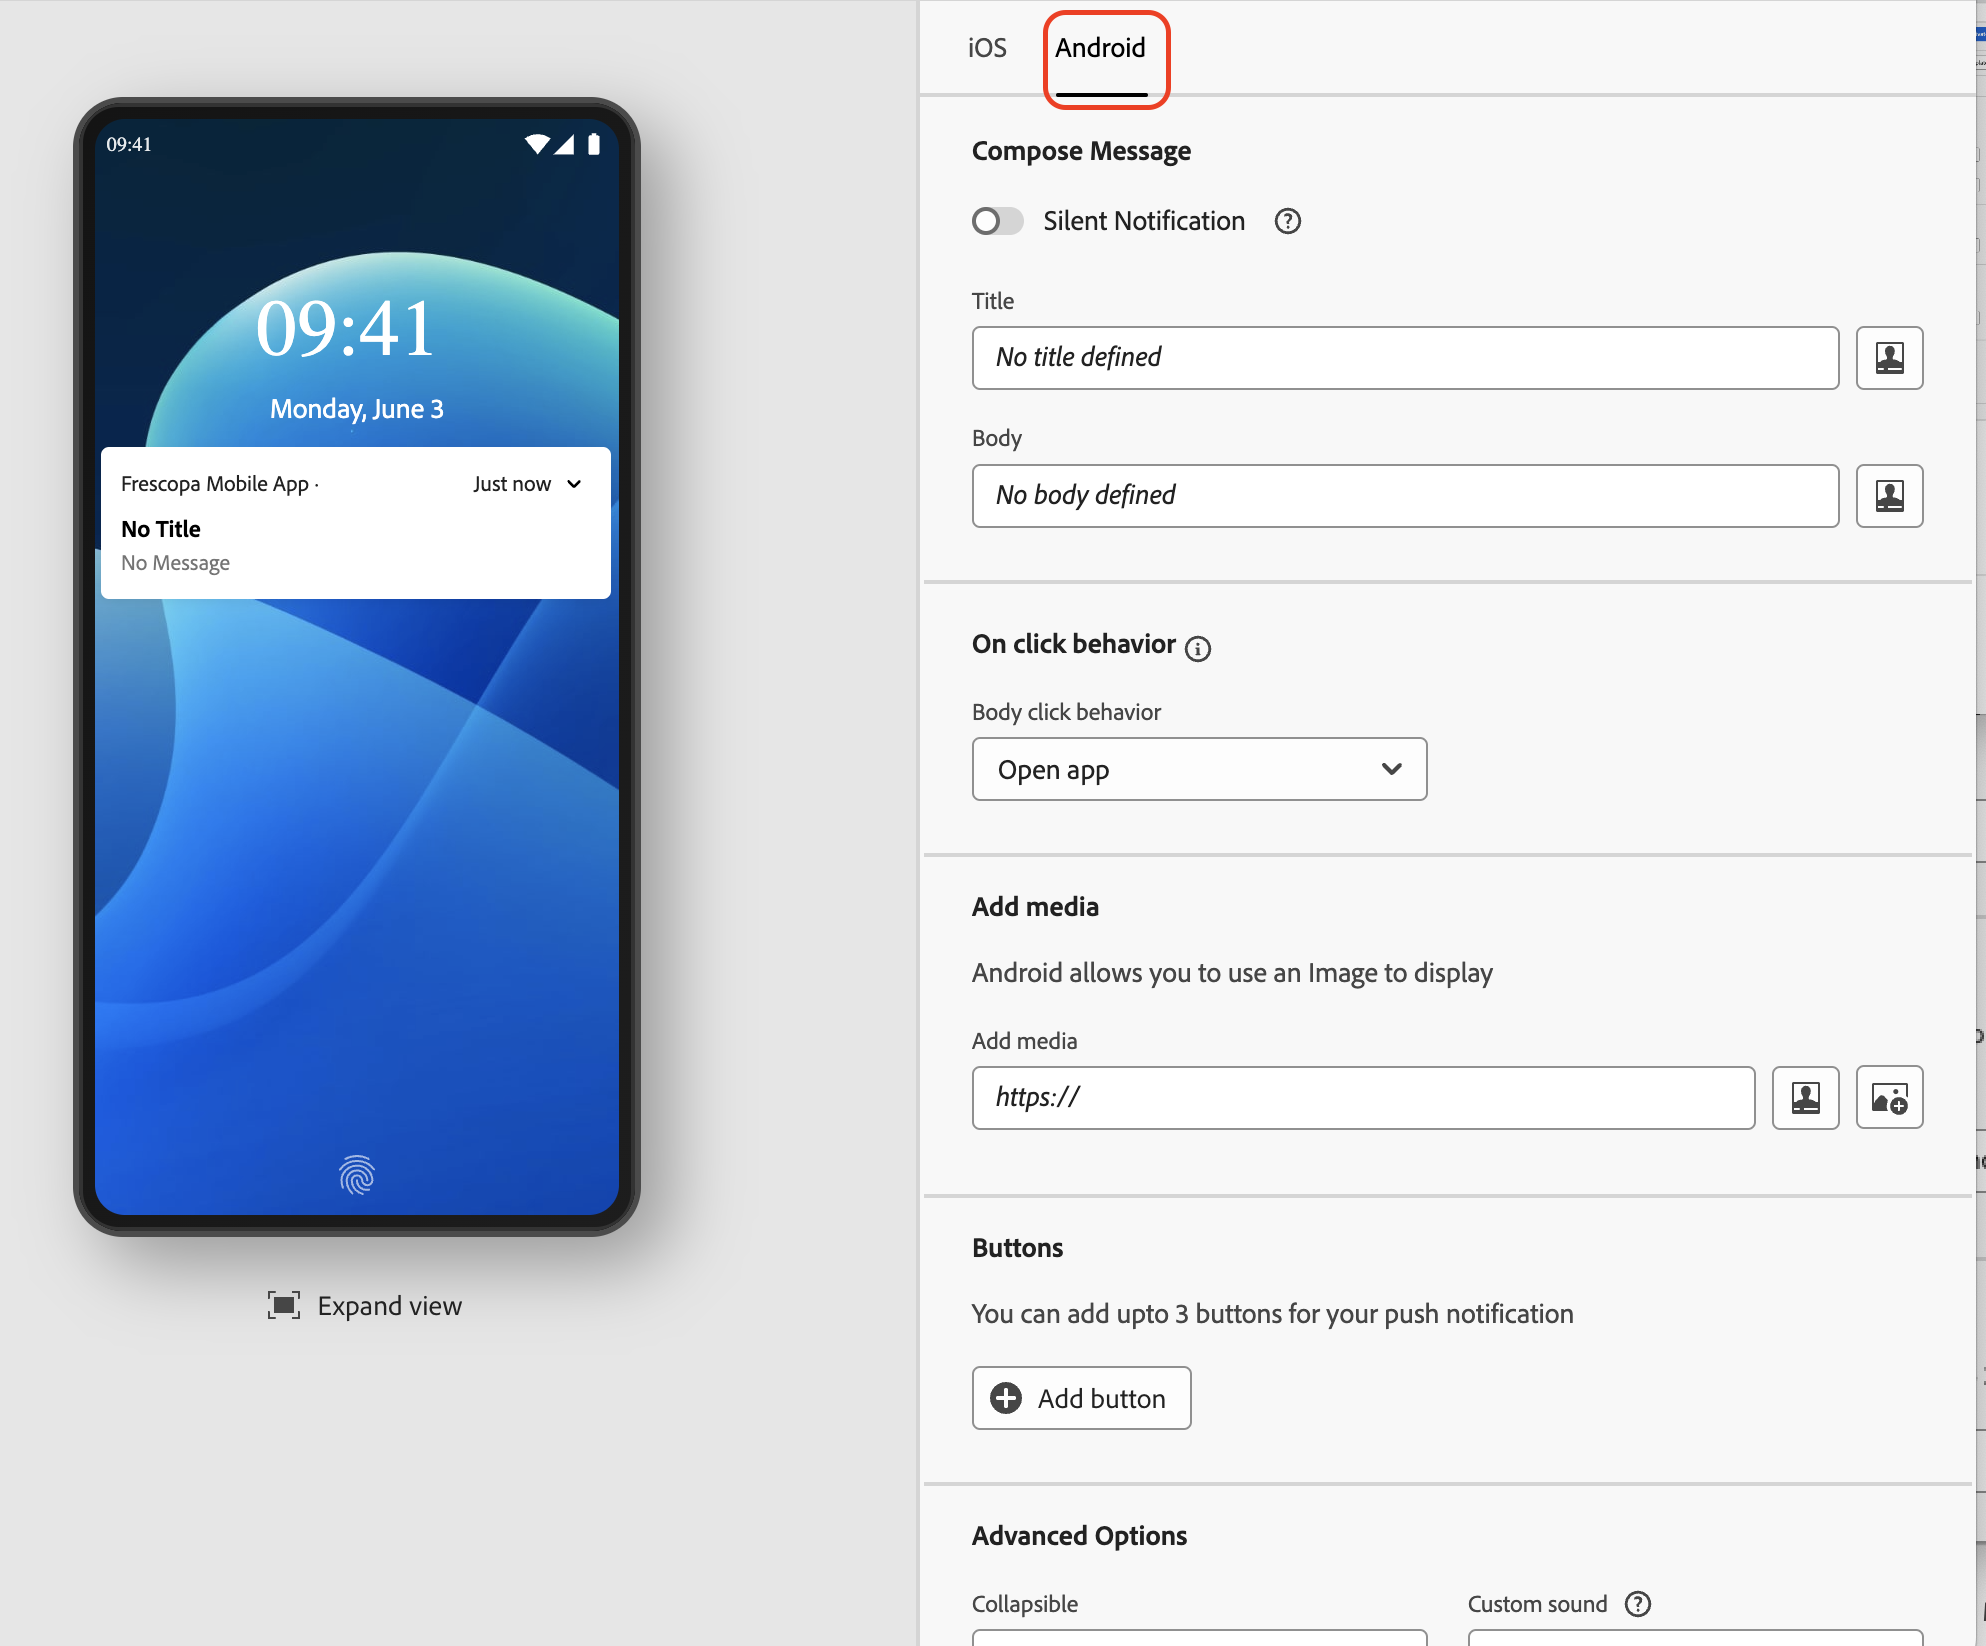 09:41
09:41
Monday, June 3
Frescopa Mobile App · Just now
No Title
No Message
Expand view
iOS Android
Compose Message
Silent Notification
Title
No title defined
Body
No body defined
On click behavior
Body click behavior
Open app
Add media
Android allows you to use an Image to display
Add media
https://
Buttons
You can add upto 3 buttons for your push notification
Add button
Advanced Options
Collapsible Custom sound